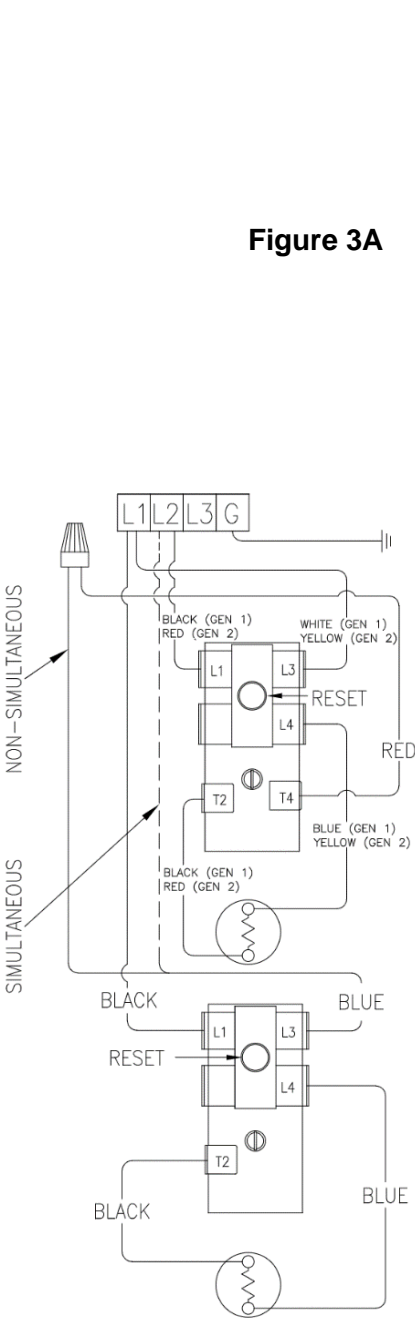 Figure 3A
L1 L2 L3 G
BLACK (GEN 1)
RED (GEN 2)
WHITE (GEN 1)
YELLOW (GEN 2)
NON-SIMULTANEOUS
L1
L3
RESET
L4
RED
T2
T4
BLUE (GEN 1)
YELLOW (GEN 2)
BLACK (GEN 1)
RED (GEN 2)
SIMULTANEOUS
BLACK
BLUE
L1
L3
RESET
L4
T2
BLACK
BLUE